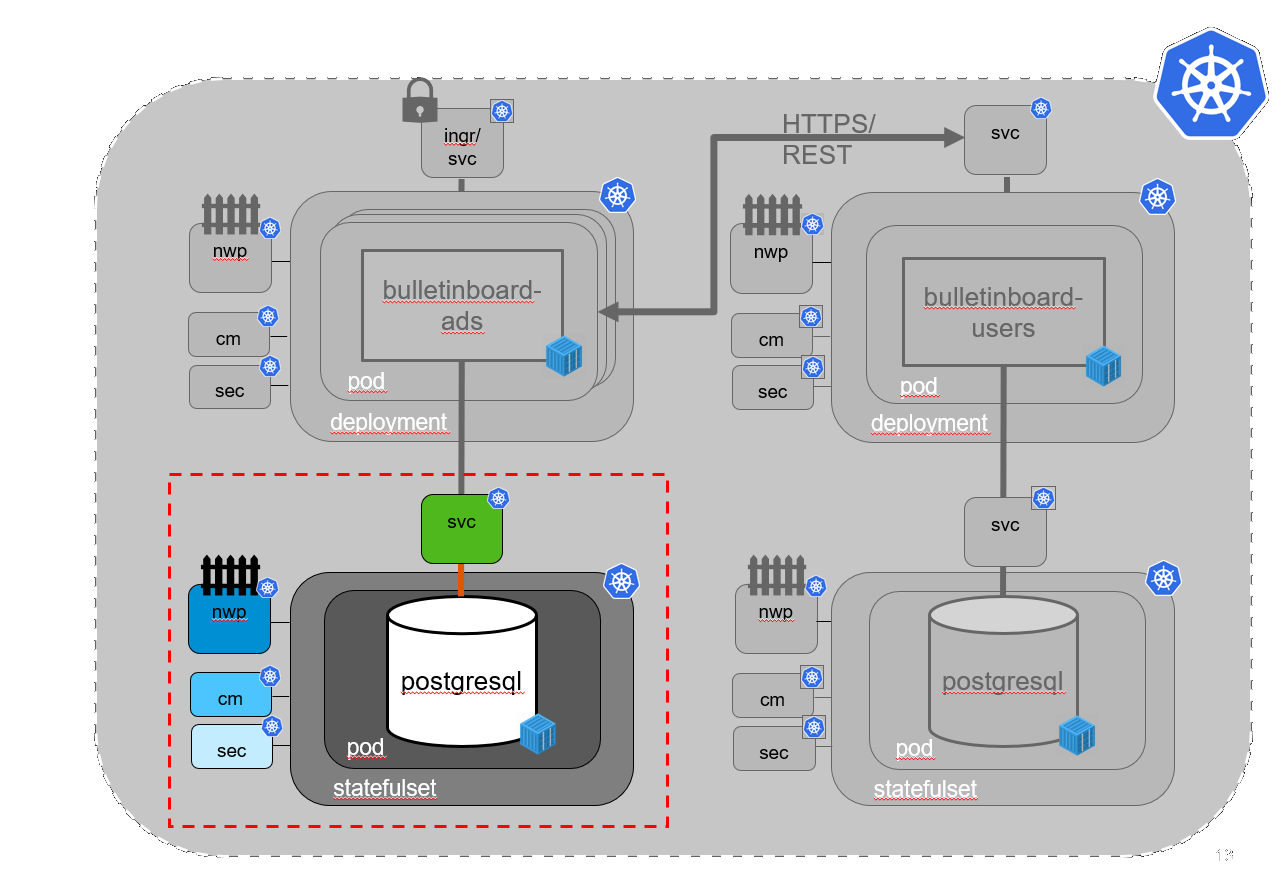 ingr/
svc
HTTPS/
REST
svc
nwp
cm
sec
bulletinboard-
ads
pod
deployment
nwp
cm
sec
bulletinboard-
users
pod
deployment
svc
nwp
cm
sec
postgresql
pod
statefulset
svc
nwp
cm
sec
postgresql
pod
statefulset
13